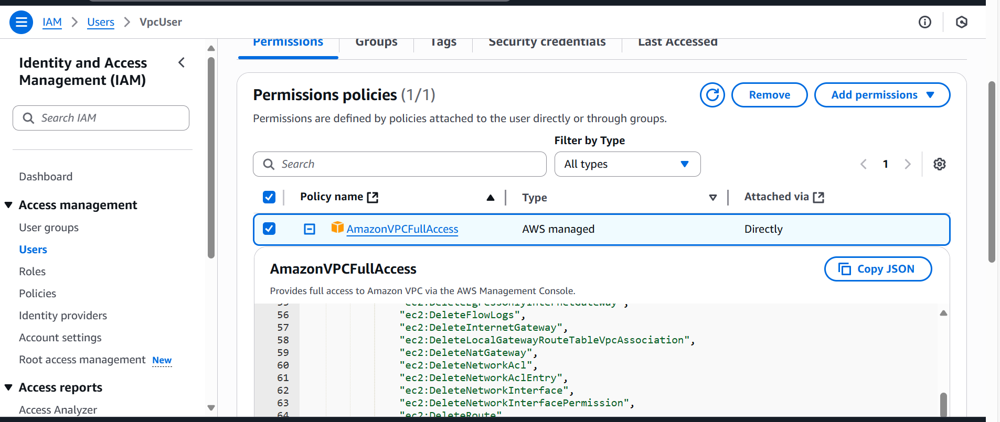 IAM > Users > VpcUser
Identity and Access
Management (IAM)
Search IAM
Dashboard
Access management
User groups
Users
Roles
Policies
Identity providers
Account settings
Root access management New
Access reports
Access Analyzer
Permissions Groups Tags Security credentials Last Accessed
Permissions policies (1/1)
Remove
Add permissions
Permissions are defined by policies attached to the user directly or through groups.
Filter by Type
Search
All types
1
Policy name Type Attached via
AmazonVPCFullAccess AWS managed Directly
AmazonVPCFullAccess
Copy JSON
Provides full access to Amazon VPC via the AWS Management Console.
55 "ec2:DeleteEgressOnlyInternetGateway",
56 "ec2:DeleteFlowLogs",
57 "ec2:DeleteInternetGateway",
58 "ec2:DeleteLocalGatewayRouteTableVpcAssociation",
59 "ec2:DeleteNatGateway",
60 "ec2:DeleteNetworkAcl",
61 "ec2:DeleteNetworkAclEntry",
62 "ec2:DeleteNetworkInterface",
63 "ec2:DeleteNetworkInterfacePermission",
64 "ec2:DeleteRoute"